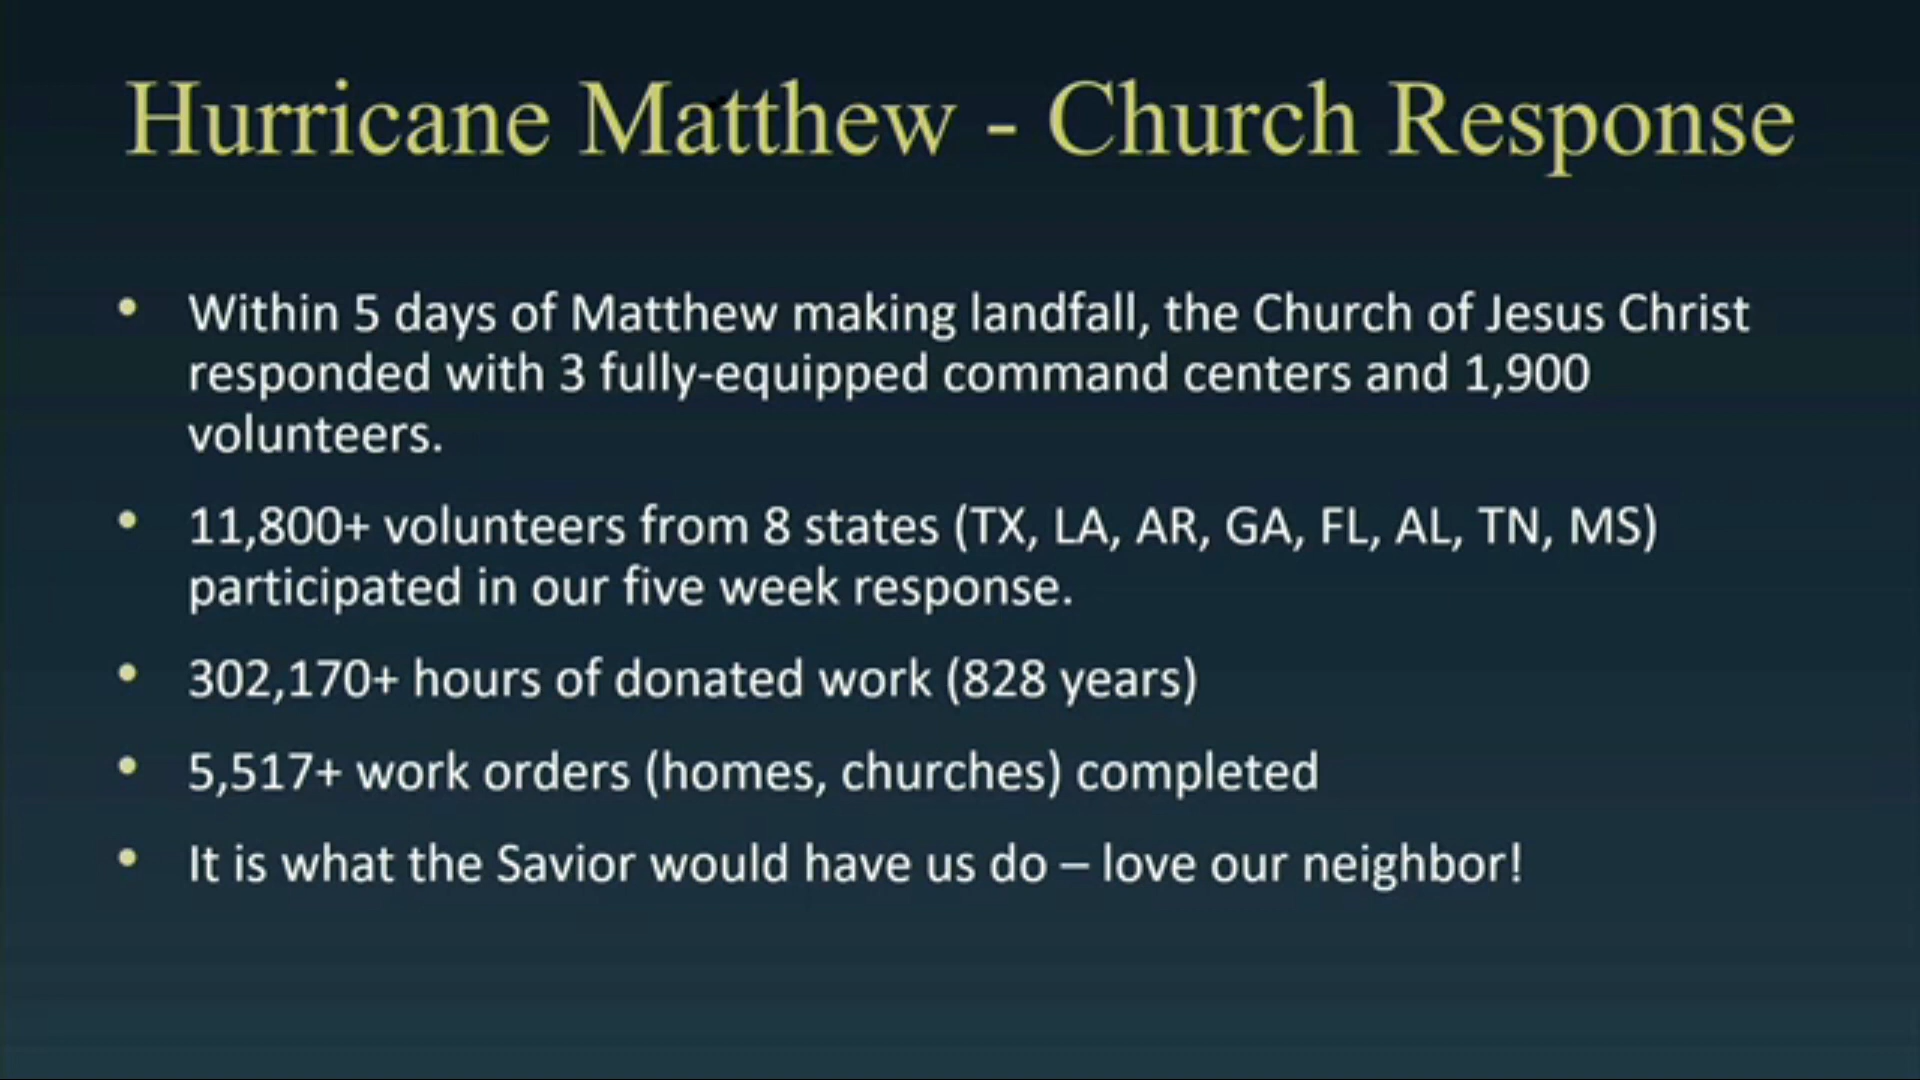 Hurricane Matthew - Church Response
• Within 5 days of Matthew making landfall, the Church of Jesus Christ
responded with 3 fully-equipped command centers and 1,900
volunteers.
• 11,800+ volunteers from 8 states (TX, LA, AR, GA, FL, AL, TN, MS)
participated in our five week response.
• 302,170+ hours of donated work (828 years)
• 5,517+ work orders (homes, churches) completed
• It is what the Savior would have us do – love our neighbor!